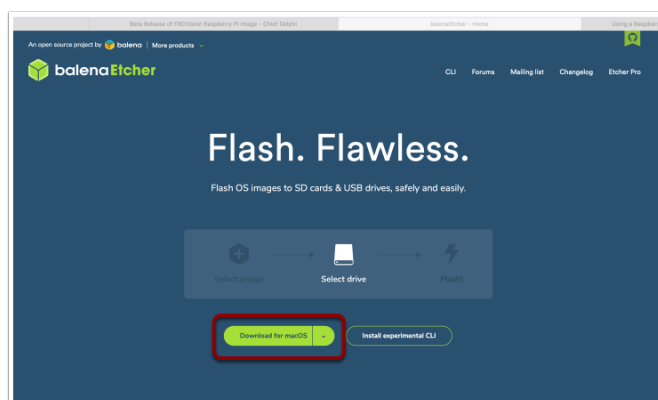 Beta Release of FRCVision Raspberry Pi Image - Chief Delphi
balenaEtcher - Home
Using a Raspberr
An open source project by balena | More products
balenaEtcher
CLI Forums Mailing list Changelog Etcher Pro
Flash. Flawless.
Flash OS images to SD cards & USB drives, safely and easily.
Select image Select drive Flash!
Download for macOS Install experimental CLI